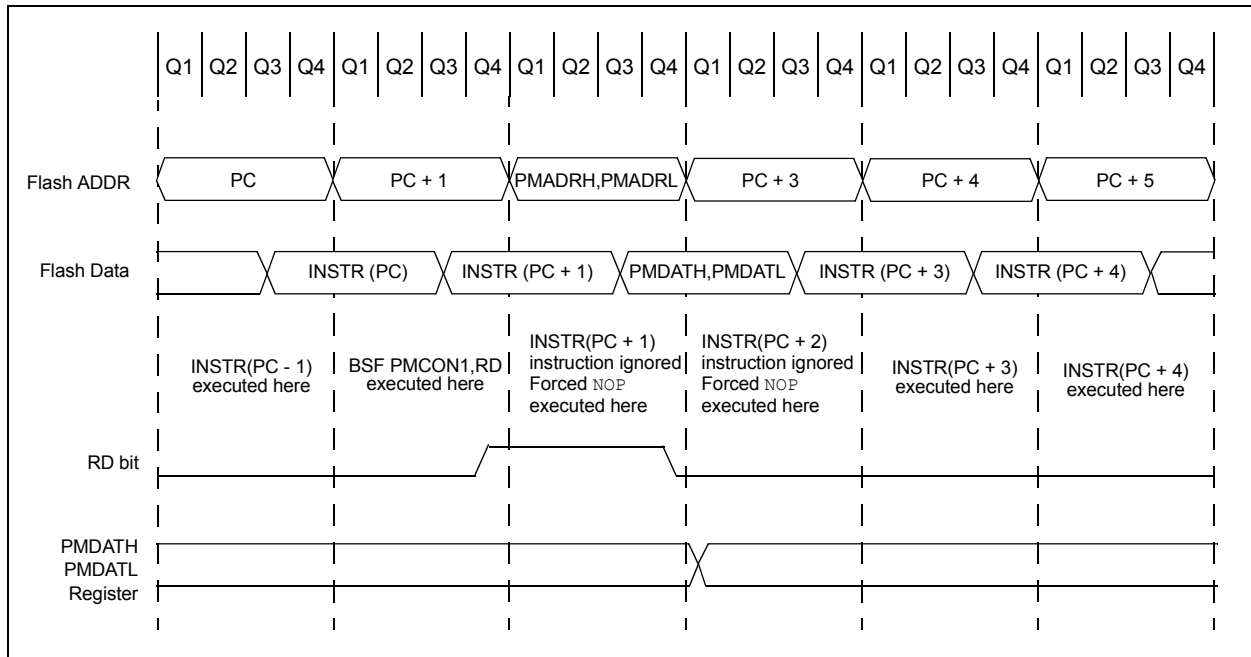 Q1 Q2 Q3 Q4 Q1 Q2 Q3 Q4 Q1 Q2 Q3 Q4 Q1 Q2 Q3 Q4 Q1 Q2 Q3 Q4 Q1 Q2 Q3 Q4
Flash ADDR
PC
PC + 1
PMADRH,PMADRL
PC + 3
PC + 4
PC + 5
Flash Data
INSTR (PC)
INSTR (PC + 1)
PMDATH,PMDATL
INSTR (PC + 3)
INSTR (PC + 4)
INSTR(PC - 1)
executed here
BSF PMCON1,RD
executed here
INSTR(PC + 1)
instruction ignored
Forced NOP
executed here
INSTR(PC + 2)
instruction ignored
Forced NOP
executed here
INSTR(PC + 3)
executed here
INSTR(PC + 4)
executed here
RD bit
PMDATH
PMDATL
Register